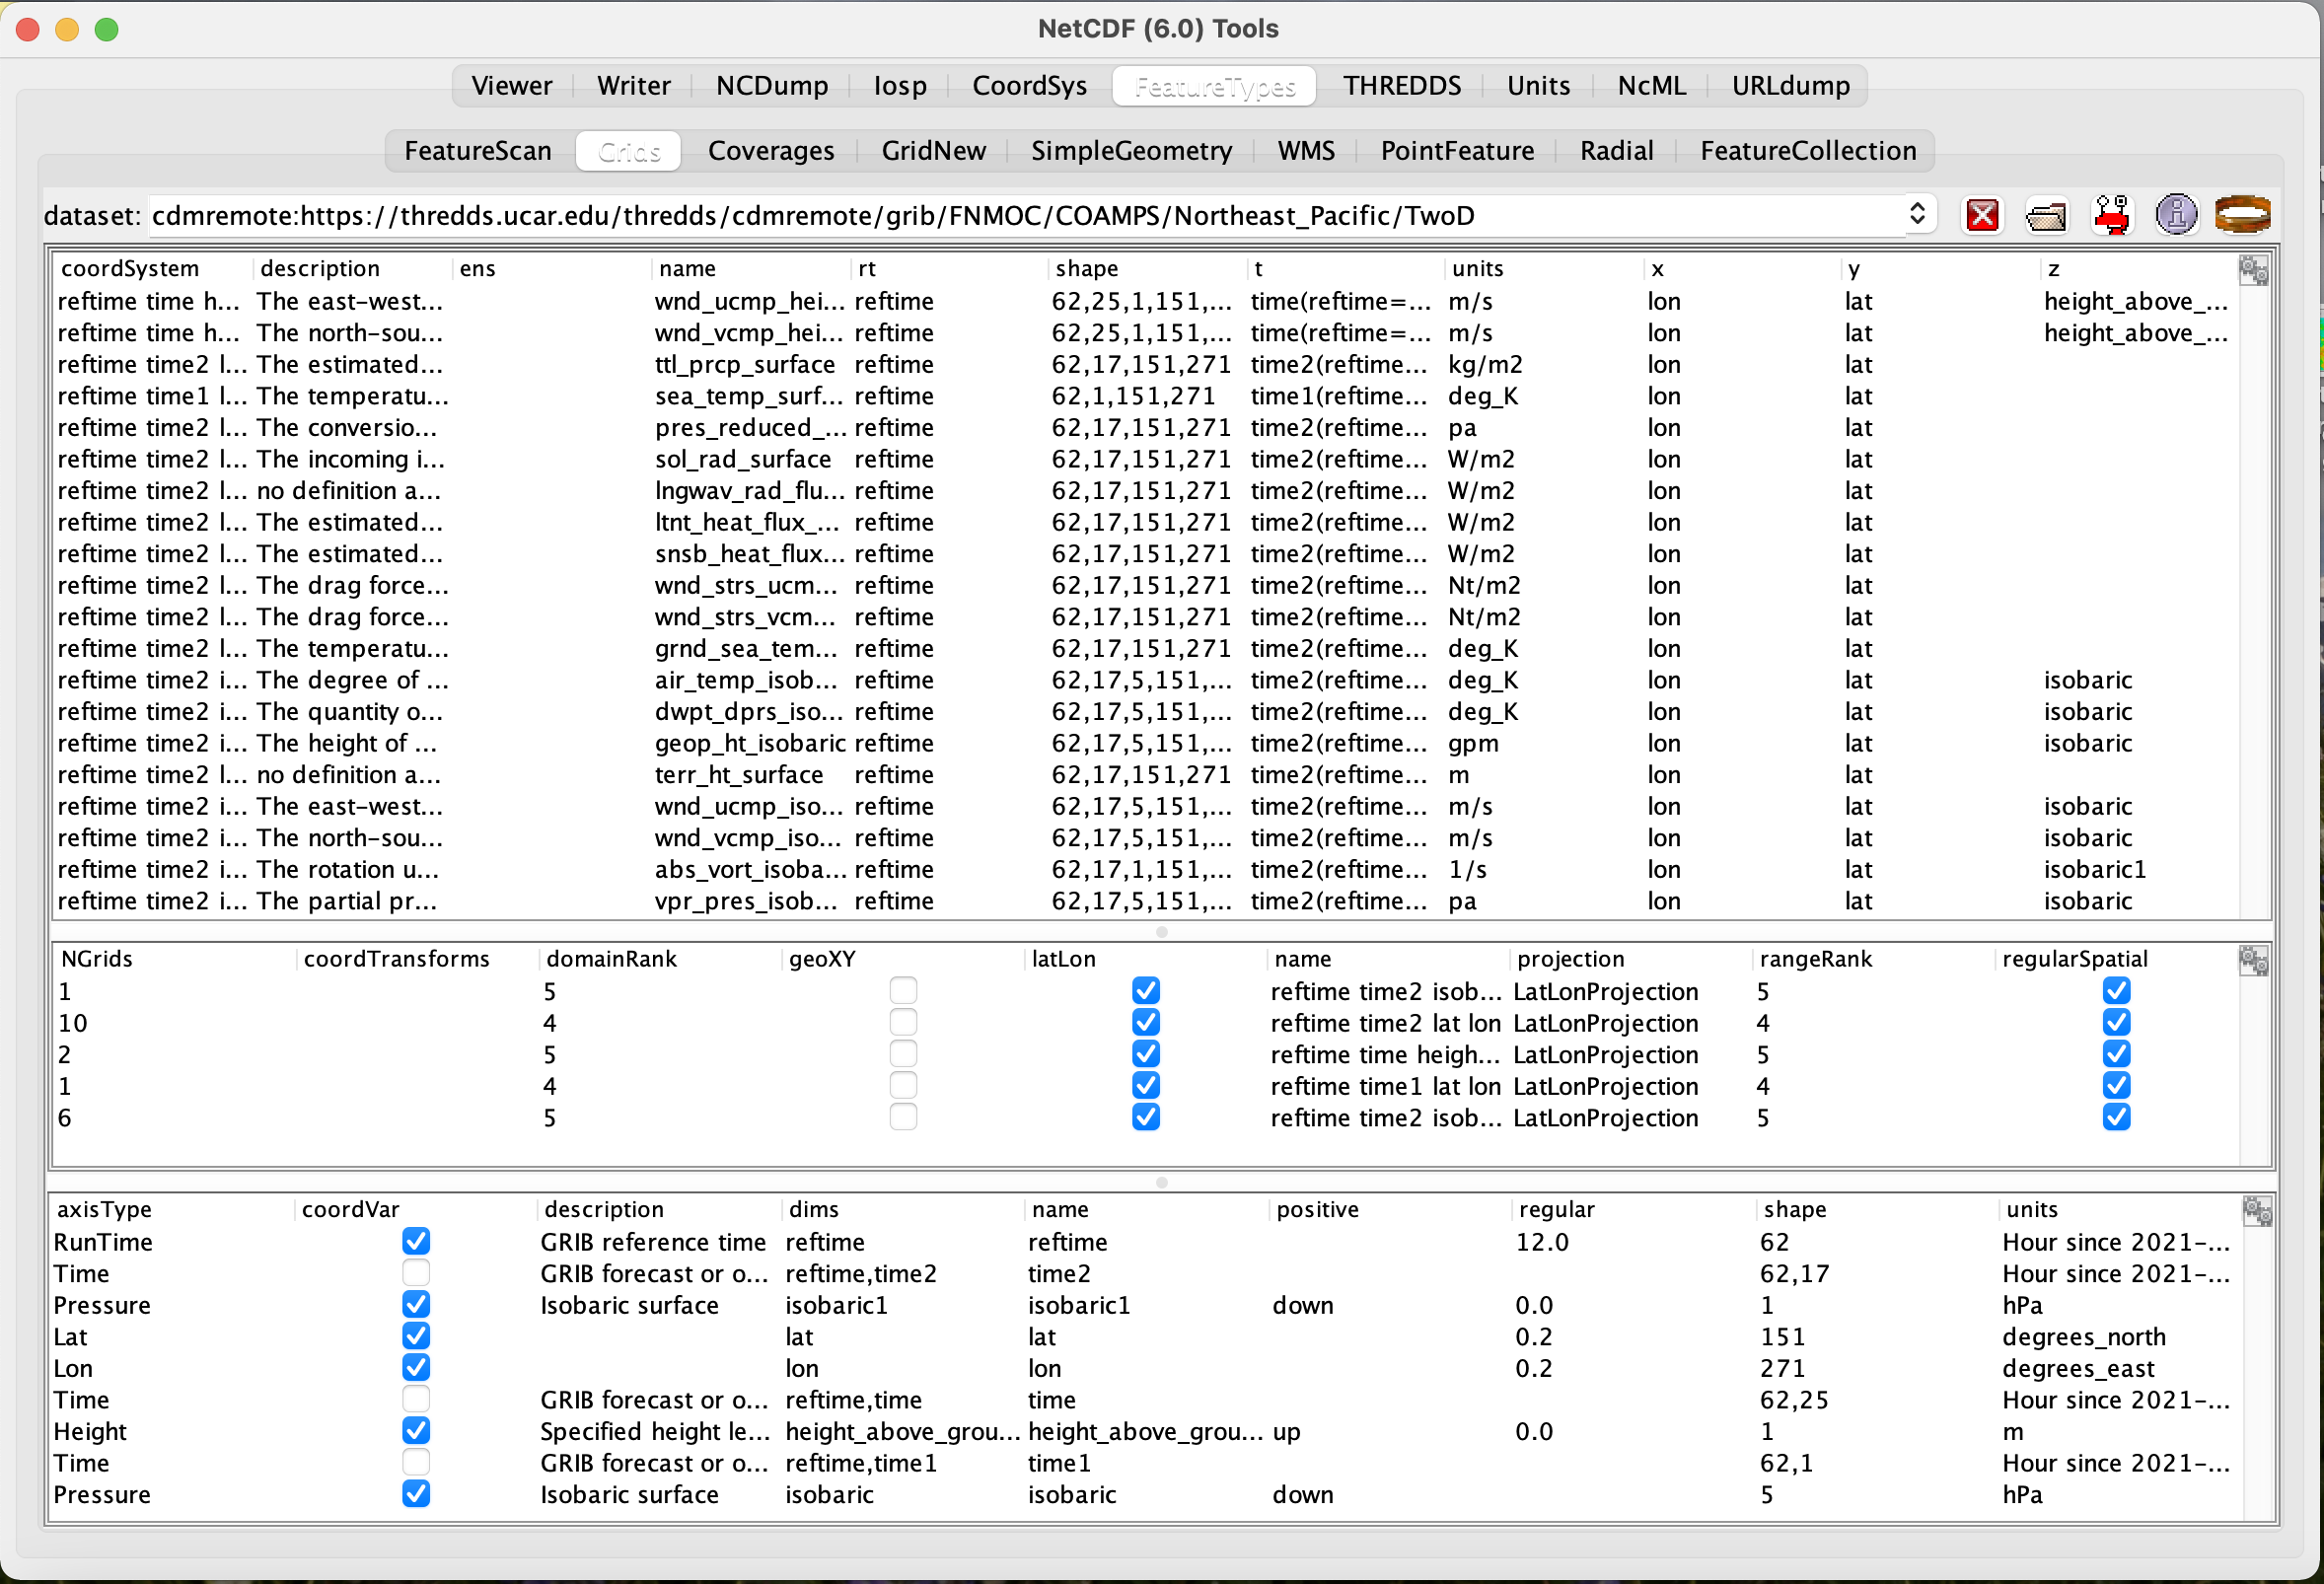 NetCDF (6.0) Tools
Viewer Writer NCDump Iosp CoordSys FeatureTypes THREDDS Units NcML URLdump
FeatureScan Grids Coverages GridNew SimpleGeometry WMS PointFeature Radial FeatureCollection
dataset: cdmremote:https://thredds.ucar.edu/thredds/cdmremote/grib/FNMOC/COAMPS/Northeast_Pacific/TwoD
coordSystem description ens name rt shape t units x y z
reftime time h... The east-west... wnd_ucmp_hei... reftime 62,25,1,151,... time(reftime=... m/s lon lat height_above_...
reftime time h... The north-sou... wnd_vcmp_hei... reftime 62,25,1,151,... time(reftime=... m/s lon lat height_above_...
reftime time2 l... The estimated... ttl_prcp_surface reftime 62,17,151,271 time2(reftime... kg/m2 lon lat
reftime time1 l... The temperatu... sea_temp_surf... reftime 62,1,151,271 time1(reftime... deg_K lon lat
reftime time2 l... The conversio... pres_reduced_... reftime 62,17,151,271 time2(reftime... pa lon lat
reftime time2 l... The incoming i... sol_rad_surface reftime 62,17,151,271 time2(reftime... W/m2 lon lat
reftime time2 l... no definition a... lngwav_rad_flu... reftime 62,17,151,271 time2(reftime... W/m2 lon lat
reftime time2 l... The estimated... ltnt_heat_flux_... reftime 62,17,151,271 time2(reftime... W/m2 lon lat
reftime time2 l... The estimated... snsb_heat_flux... reftime 62,17,151,271 time2(reftime... W/m2 lon lat
reftime time2 l... The drag force... wnd_strs_ucm... reftime 62,17,151,271 time2(reftime... Nt/m2 lon lat
reftime time2 l... The drag force... wnd_strs_vcm... reftime 62,17,151,271 time2(reftime... Nt/m2 lon lat
reftime time2 l... The temperatu... grnd_sea_tem... reftime 62,17,151,271 time2(reftime... deg_K lon lat
reftime time2 i... The degree of ... air_temp_isob... reftime 62,17,5,151,... time2(reftime... deg_K lon lat isobaric
reftime time2 i... The quantity o... dwpt_dprs_iso... reftime 62,17,5,151,... time2(reftime... deg_K lon lat isobaric
reftime time2 i... The height of ... geop_ht_isobaric reftime 62,17,5,151,... time2(reftime... gpm lon lat isobaric
reftime time2 l... no definition a... terr_ht_surface reftime 62,17,151,271 time2(reftime... m lon lat
reftime time2 i... The east-west... wnd_ucmp_iso... reftime 62,17,5,151,... time2(reftime... m/s lon lat isobaric
reftime time2 i... The north-sou... wnd_vcmp_iso... reftime 62,17,5,151,... time2(reftime... m/s lon lat isobaric
reftime time2 i... The rotation u... abs_vort_isoba... reftime 62,17,1,151,... time2(reftime... 1/s lon lat isobaric1
reftime time2 i... The partial pr... vpr_pres_isob... reftime 62,17,5,151,... time2(reftime... pa lon lat isobaric
NGrids coordTransforms domainRank geoXY latLon name projection rangeRank regularSpatial
1 5 reftime time2 isob... LatLonProjection 5
10 4 reftime time2 lat lon LatLonProjection 4
2 5 reftime time heigh... LatLonProjection 5
1 4 reftime time1 lat lon LatLonProjection 4
6 5 reftime time2 isob... LatLonProjection 5
axisType coordVar description dims name positive regular shape units
RunTime GRIB reference time reftime reftime 12.0 62 Hour since 2021-...
Time GRIB forecast or o... reftime,time2 time2 62,17 Hour since 2021-...
Pressure Isobaric surface isobaric1 isobaric1 down 0.0 1 hPa
Lat lat lat 0.2 151 degrees_north
Lon lon lon 0.2 271 degrees_east
Time GRIB forecast or o... reftime,time time 62,25 Hour since 2021-...
Height Specified height le... height_above_grou... height_above_grou... up 0.0 1 m
Time GRIB forecast or o... reftime,time1 time1 62,1 Hour since 2021-...
Pressure Isobaric surface isobaric isobaric down 5 hPa